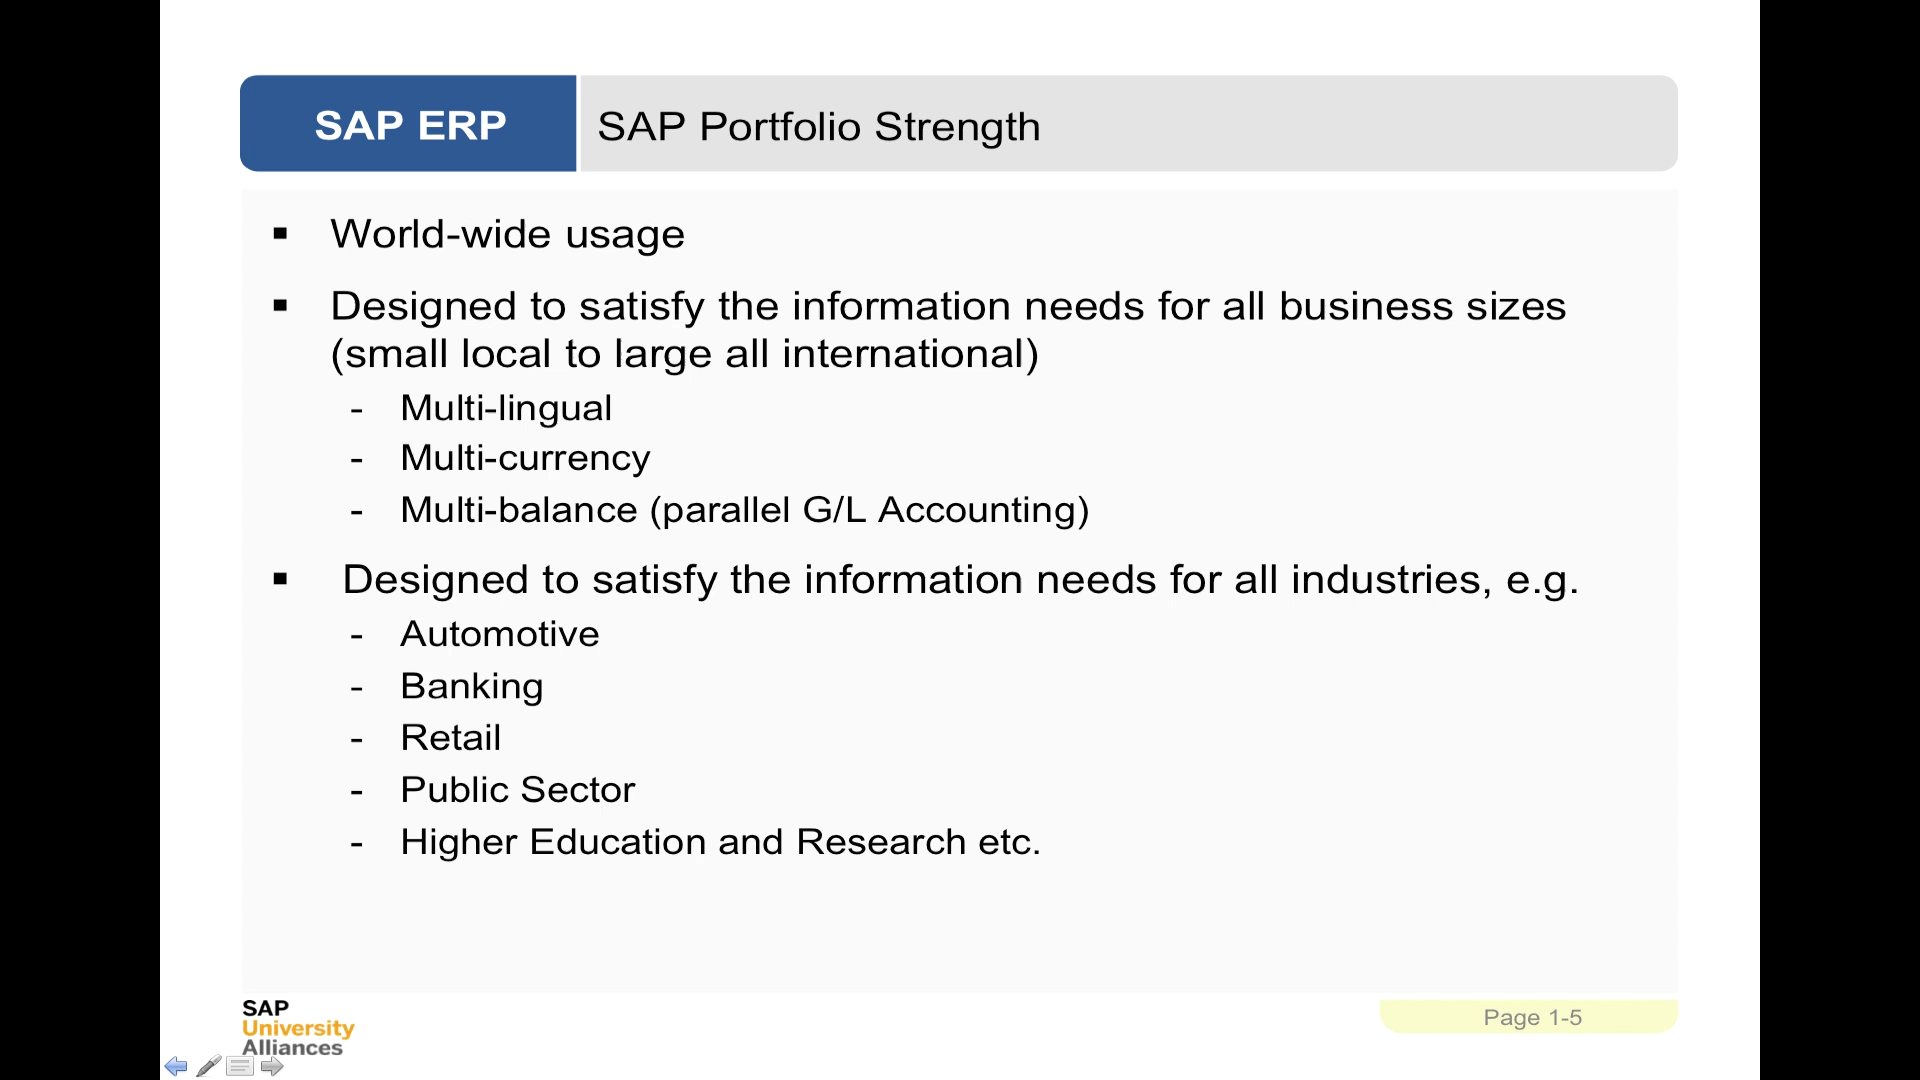 SAP ERP
SAP Portfolio Strength
▪ World-wide usage
▪ Designed to satisfy the information needs for all business sizes
(small local to large all international)
- Multi-lingual
- Multi-currency
- Multi-balance (parallel G/L Accounting)
▪ Designed to satisfy the information needs for all industries, e.g.
- Automotive
- Banking
- Retail
- Public Sector
- Higher Education and Research etc.
SAP
University
Alliances
Page 1-5